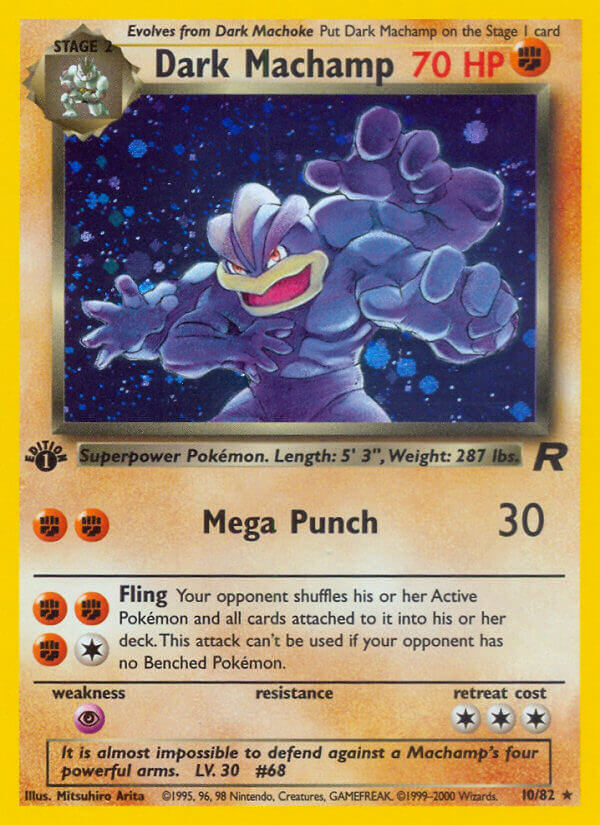 Evolves from Dark Machoke Put Dark Machamp on the Stage 1 card
STAGE 2
Dark Machamp 70 HP
EDITION
1
Superpower Pokémon. Length: 5' 3", Weight: 287 lbs.
R
Mega Punch 30
Fling Your opponent shuffles his or her Active
Pokémon and all cards attached to it into his or her
deck. This attack can't be used if your opponent has
no Benched Pokémon.
weakness resistance retreat cost
It is almost impossible to defend against a Machamp's four
powerful arms. LV. 30 #68
Illus. Mitsuhiro Arita ©1995, 96, 98 Nintendo, Creatures, GAMEFREAK. ©1999–2000 Wizards. 10/82 ★